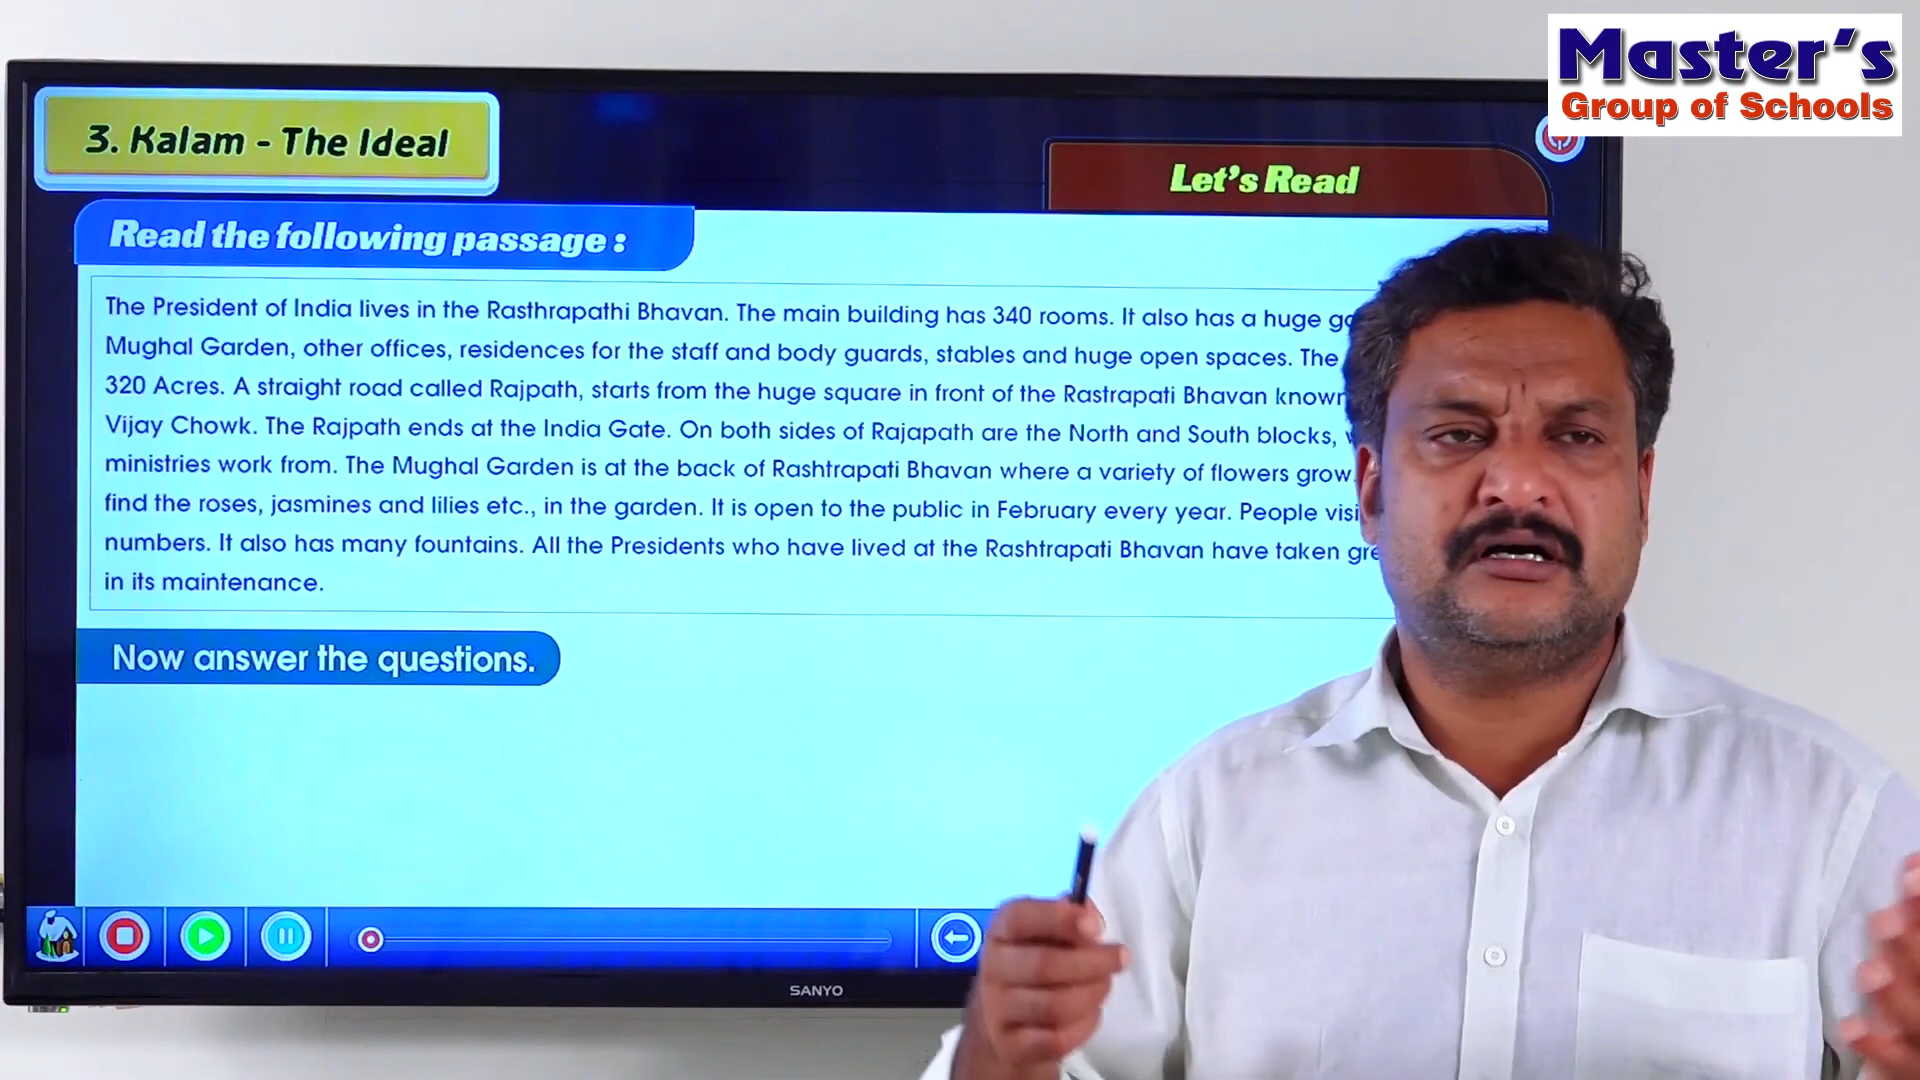 Master's
Group of Schools
3. Kalam - The Ideal
Let's Read
Read the following passage :
The President of India lives in the Rasthrapathi Bhavan. The main building has 340 rooms. It also has a huge
Mughal Garden, other offices, residences for the staff and body guards, stables and huge open spaces. The
320 Acres. A straight road called Rajpath, starts from the huge square in front of the Rastrapati Bhavan known
Vijay Chowk. The Rajpath ends at the India Gate. On both sides of Rajapath are the North and South blocks,
ministries work from. The Mughal Garden is at the back of Rashtrapati Bhavan where a variety of flowers grow.
find the roses, jasmines and lilies etc., in the garden. It is open to the public in February every year. People
numbers. It also has many fountains. All the Presidents who have lived at the Rashtrapati Bhavan have taken
in its maintenance.
Now answer the questions.
SANYO